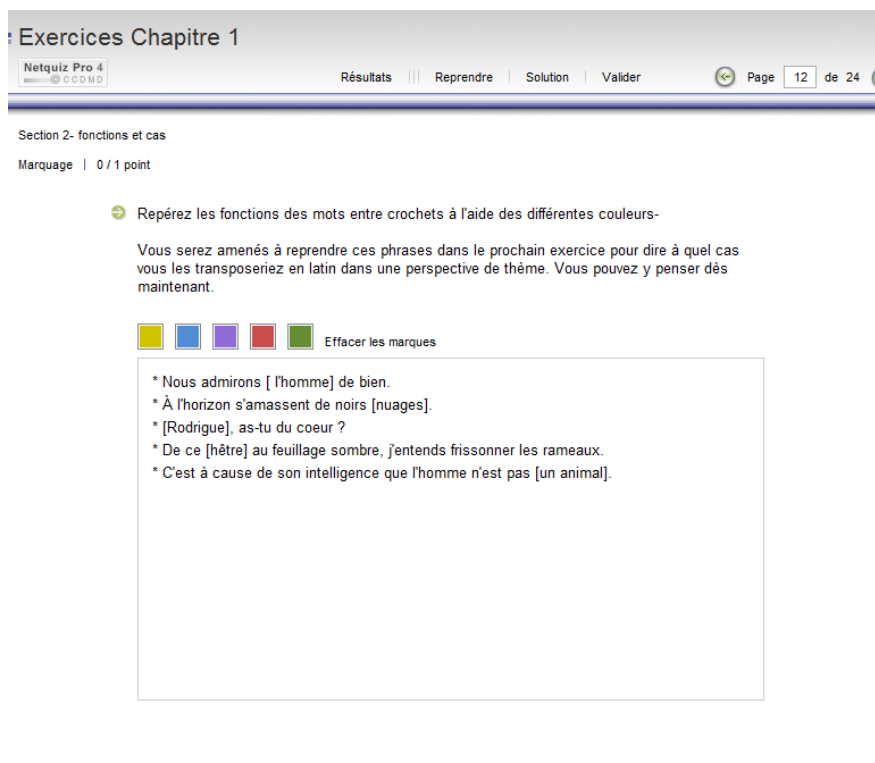 Exercices Chapitre 1
Netquiz Pro 4
CCDMD
Résultats Reprendre Solution Valider Page 12 de 24
Section 2- fonctions et cas
Marquage | 0 / 1 point
Repérez les fonctions des mots entre crochets à l'aide des différentes couleurs-
Vous serez amenés à reprendre ces phrases dans le prochain exercice pour dire à quel cas
vous les transposeriez en latin dans une perspective de thème. Vous pouvez y penser dès
maintenant.
Effacer les marques
* Nous admirons [ l'homme] de bien.
* À l'horizon s'amassent de noirs [nuages].
* [Rodrigue], as-tu du coeur ?
* De ce [hêtre] au feuillage sombre, j'entends frissonner les rameaux.
* C'est à cause de son intelligence que l'homme n'est pas [un animal].